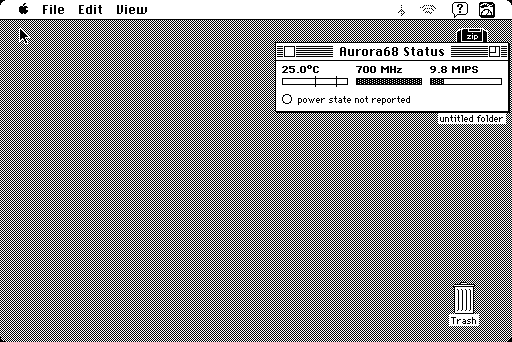 File Edit View
zip
Aurora68 Status
25.0°C 700 MHz 9.8 MIPS
power state not reported
untitled folder
Trash